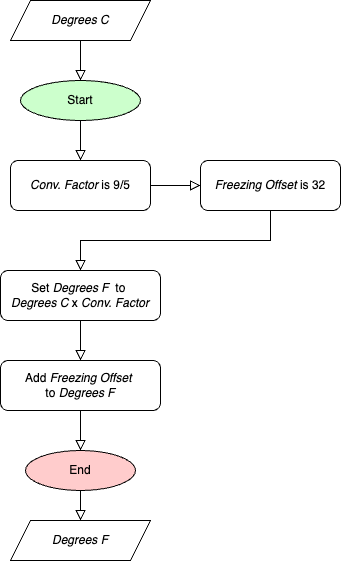 Degrees C
Start
Conv. Factor is 9/5
Freezing Offset is 32
Set Degrees F to
Degrees C x Conv. Factor
Add Freezing Offset
to Degrees F
End
Degrees F